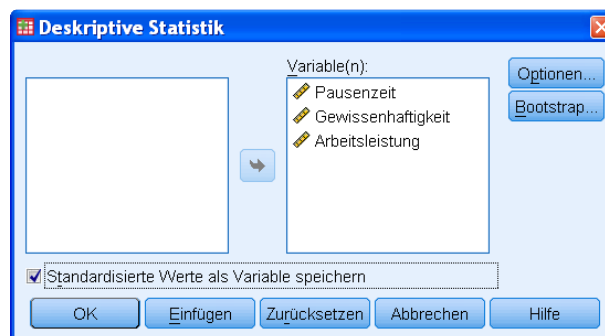 Deskriptive Statistik
Variable(n):
Pausenzeit
Gewissenhaftigkeit
Arbeitsleistung
Optionen...
Bootstrap...
Standardisierte Werte als Variable speichern
OK
Einfügen
Zurücksetzen
Abbrechen
Hilfe